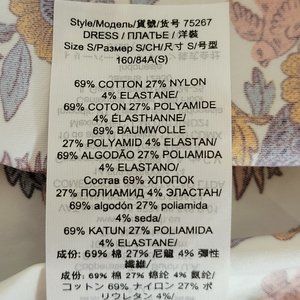 Style/Модель/貨號/货号 75267
DRESS / ПЛАТЬЕ / 洋裝
Size S/Размер S/CH/尺寸 S/号型
160/84A(S)
69% COTTON 27% NYLON
4% ELASTANE/
69% COTON 27% POLYAMIDE
4% ÉLASTHANNE/
69% BAUMWOLLE
27% POLYAMID 4% ELASTAN/
69% ALGODÃO 27% POLIAMIDA
4% ELASTANO/
Состав 69% ХЛОПОК
27% ПОЛИАМИД 4% ЭЛАСТАН/
69% algodón 27% poliamida
4% seda/
69% KATUN 27% POLIAMIDA
4% ELASTANE/
成份: 69% 棉 27% 尼龍 4% 彈性
纖維/
成份: 69% 棉 27% 4%
コットン 69% ナイロン 27% ポ
リウレタン 4%/